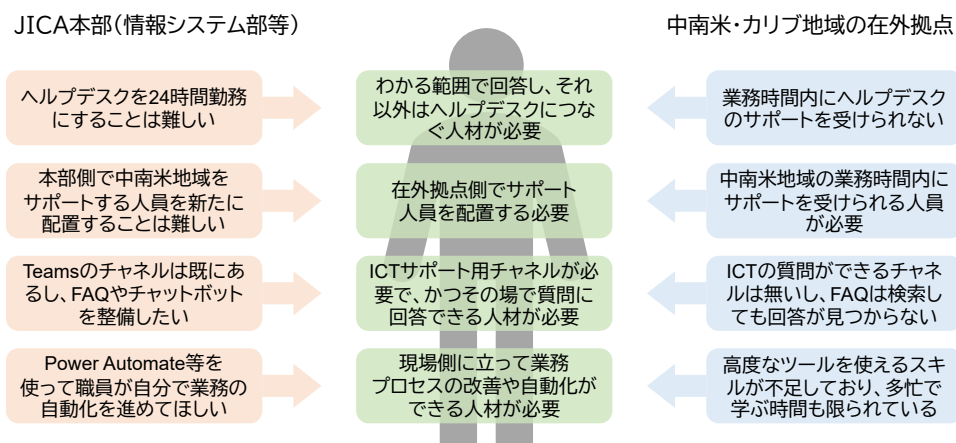 JICA本部（情報システム部等）
中南米・カリブ地域の在外拠点
ヘルプデスクを24時間勤務
にすることは難しい
わかる範囲で回答し、それ
以外はヘルプデスクにつな
ぐ人材が必要
業務時間内にヘルプデスク
のサポートを受けられない
本部側で中南米地域を
サポートする人員を新たに
配置することは難しい
在外拠点側でサポート
人員を配置する必要
中南米地域の業務時間内に
サポートを受けられる人員
が必要
Teamsのチャネルは既にあ
るし、FAQやチャットボット
を整備したい
ICTサポート用チャネルが必
要で、かつその場で質問に
回答できる人材が必要
ICTの質問ができるチャネ
ルは無いし、FAQは検索し
ても回答が見つからない
Power Automate等を
使って職員が自分で業務の
自動化を進めてほしい
現場側に立って業務
プロセスの改善や自動化が
できる人材が必要
高度なツールを使えるスキ
ルが不足しており、多忙で
学ぶ時間も限られている